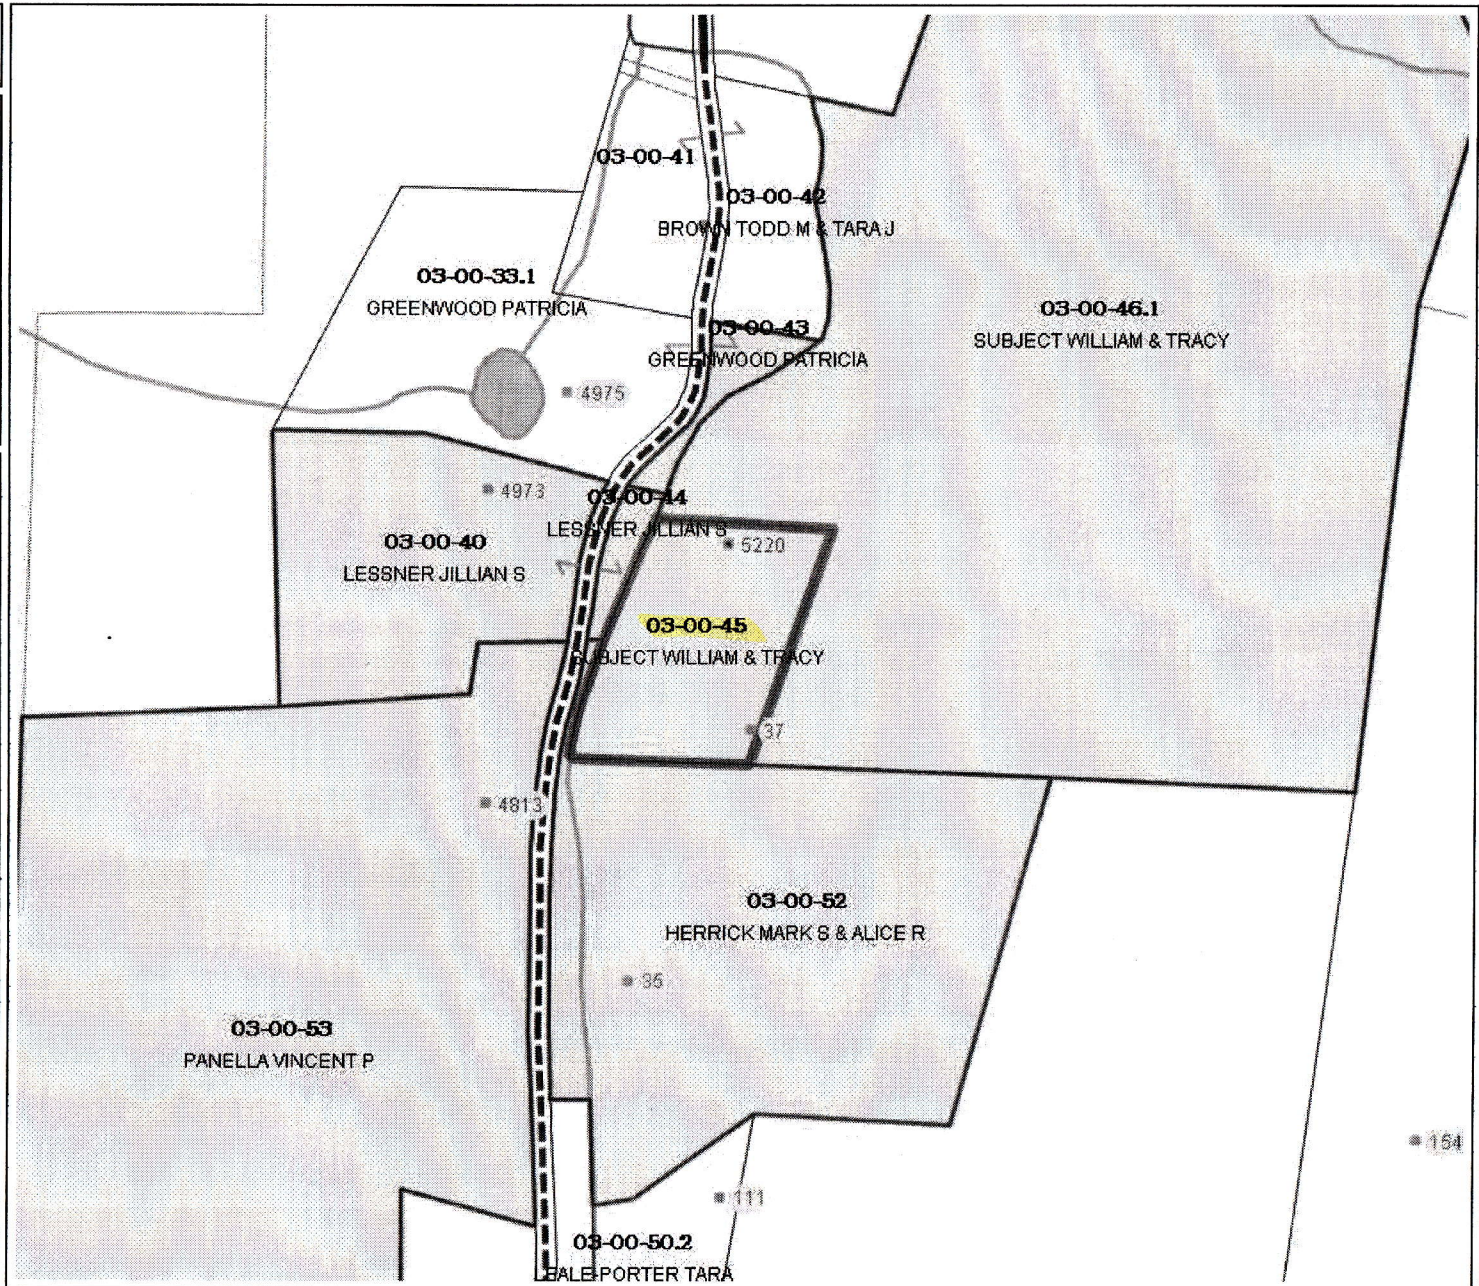 03-00-41
03-00-42
BROWN TODD M & TARA J
03-00-33.1
GREENWOOD PATRICIA
03-00-46.1
SUBJECT WILLIAM & TRACY
03-00-43
GREENWOOD PATRICIA
4975
4973
03-00-44
LESSNER JILLIAN S
5220
03-00-40
LESSNER JILLIAN S
03-00-45
SUBJECT WILLIAM & TRACY
37
4813
03-00-52
HERRICK MARK S & ALICE R
35
03-00-53
PANELLA VINCENT P
154
111
03-00-50.2
PORTER TARA